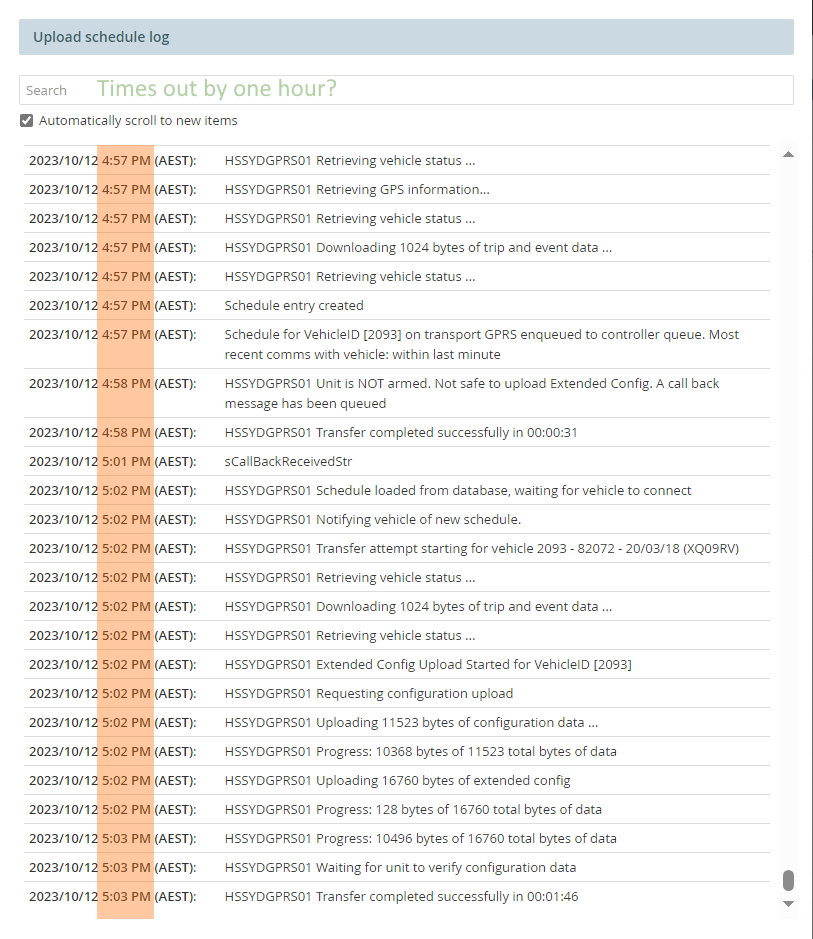 Upload schedule log
Search Times out by one hour?
Automatically scroll to new items
2023/10/12 4:57 PM (AEST): HSSYDGPRS01 Retrieving vehicle status ...
2023/10/12 4:57 PM (AEST): HSSYDGPRS01 Retrieving GPS information...
2023/10/12 4:57 PM (AEST): HSSYDGPRS01 Retrieving vehicle status ...
2023/10/12 4:57 PM (AEST): HSSYDGPRS01 Downloading 1024 bytes of trip and event data ...
2023/10/12 4:57 PM (AEST): HSSYDGPRS01 Retrieving vehicle status ...
2023/10/12 4:57 PM (AEST): Schedule entry created
2023/10/12 4:57 PM (AEST): Schedule for VehicleID [2093] on transport GPRS enqueued to controller queue. Most
recent comms with vehicle: within last minute
2023/10/12 4:58 PM (AEST): HSSYDGPRS01 Unit is NOT armed. Not safe to upload Extended Config. A call back
message has been queued
2023/10/12 4:58 PM (AEST): HSSYDGPRS01 Transfer completed successfully in 00:00:31
2023/10/12 5:01 PM (AEST): sCallBackReceivedStr
2023/10/12 5:02 PM (AEST): HSSYDGPRS01 Schedule loaded from database, waiting for vehicle to connect
2023/10/12 5:02 PM (AEST): HSSYDGPRS01 Notifying vehicle of new schedule.
2023/10/12 5:02 PM (AEST): HSSYDGPRS01 Transfer attempt starting for vehicle 2093 - 82072 - 20/03/18 (XQ09RV)
2023/10/12 5:02 PM (AEST): HSSYDGPRS01 Retrieving vehicle status ...
2023/10/12 5:02 PM (AEST): HSSYDGPRS01 Downloading 1024 bytes of trip and event data ...
2023/10/12 5:02 PM (AEST): HSSYDGPRS01 Retrieving vehicle status ...
2023/10/12 5:02 PM (AEST): HSSYDGPRS01 Extended Config Upload Started for VehicleID [2093]
2023/10/12 5:02 PM (AEST): HSSYDGPRS01 Requesting configuration upload
2023/10/12 5:02 PM (AEST): HSSYDGPRS01 Uploading 11523 bytes of configuration data ...
2023/10/12 5:02 PM (AEST): HSSYDGPRS01 Progress: 10368 bytes of 11523 total bytes of data
2023/10/12 5:02 PM (AEST): HSSYDGPRS01 Uploading 16760 bytes of extended config
2023/10/12 5:02 PM (AEST): HSSYDGPRS01 Progress: 128 bytes of 16760 total bytes of data
2023/10/12 5:03 PM (AEST): HSSYDGPRS01 Progress: 10496 bytes of 16760 total bytes of data
2023/10/12 5:03 PM (AEST): HSSYDGPRS01 Waiting for unit to verify configuration data
2023/10/12 5:03 PM (AEST): HSSYDGPRS01 Transfer completed successfully in 00:01:46